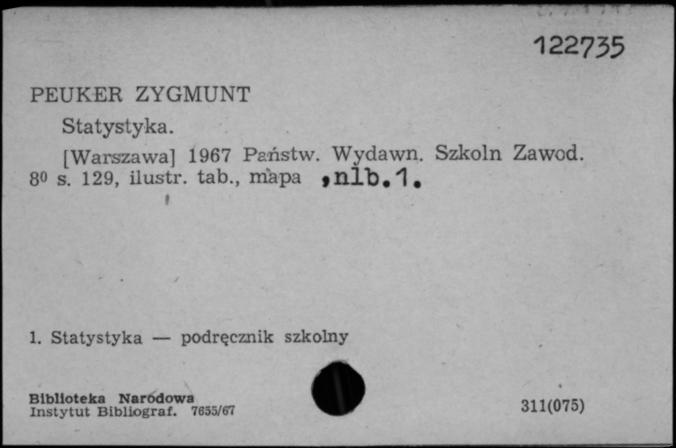 122735
PEUKER ZYGMUNT
Statystyka.
[Warszawa] 1967 Państw. Wydawn. Szkoln Zawod.
8⁰ s. 129, ilustr. tab., mapa , nlb. 1.
1. Statystyka — podręcznik szkolny
Biblioteka Narodowa
Instytut Bibliograf. 7655/67
311(075)